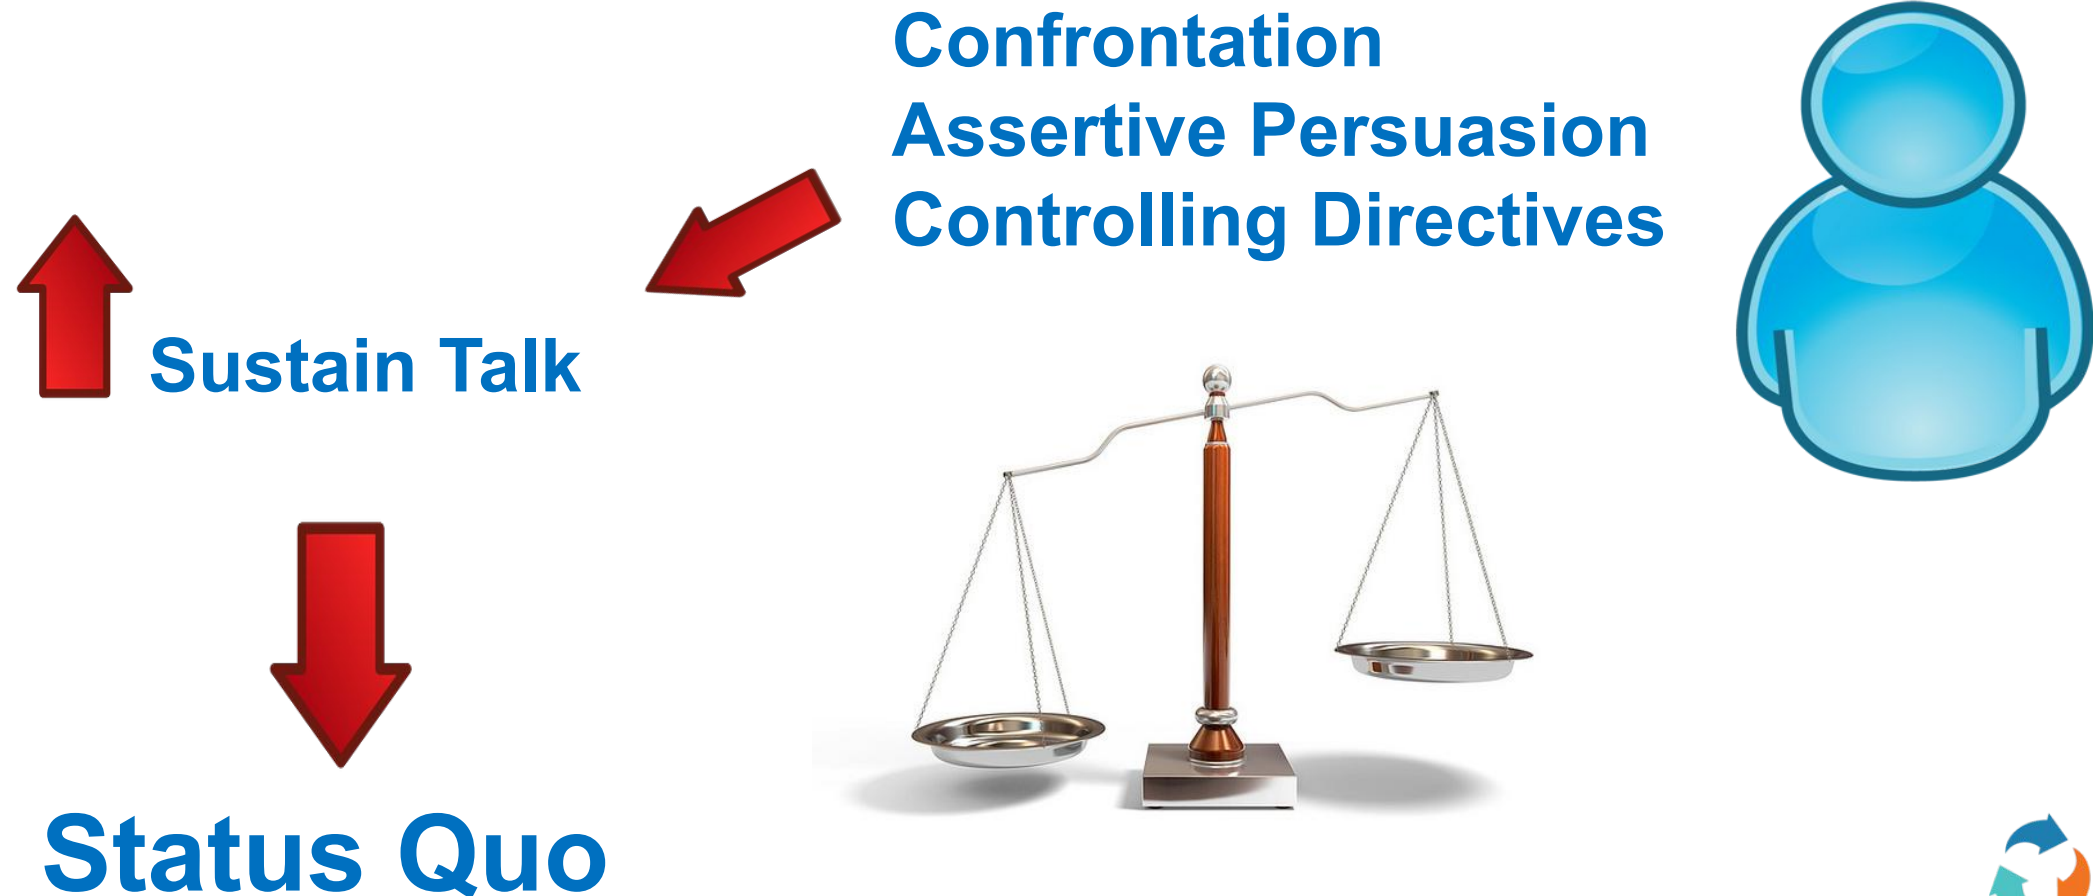 Confrontation
Assertive Persuasion
Controlling Directives
Sustain Talk
Status Quo